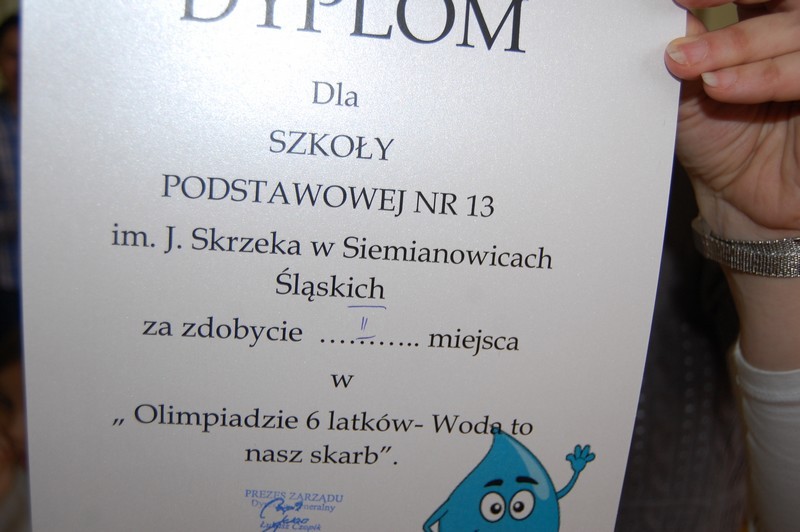 DYPLOM
Dla
SZKOŁY
PODSTAWOWEJ NR 13
im. J. Skrzeka w Siemianowicach
Śląskich
za zdobycie ....II...... miejsca
w
„ Olimpiadzie 6 latków- Woda to
nasz skarb”.
PREZES ZARZĄDU